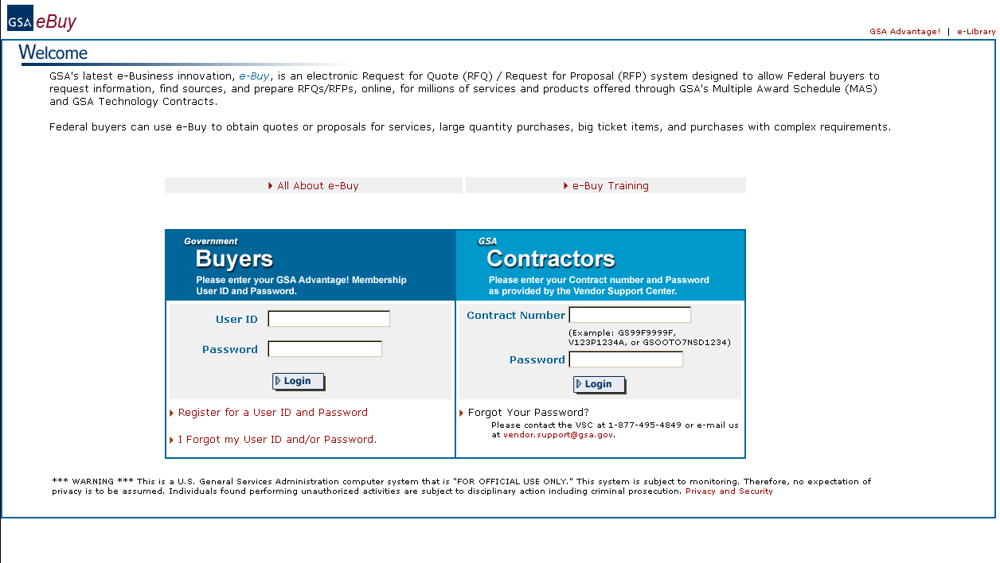 GSA eBuy
GSA Advantage! | e-Library
Welcome
GSA's latest e-Business innovation, e-Buy, is an electronic Request for Quote (RFQ) / Request for Proposal (RFP) system designed to allow Federal buyers to
request information, find sources, and prepare RFQs/RFPs, online, for millions of services and products offered through GSA's Multiple Award Schedule (MAS)
and GSA Technology Contracts.
Federal buyers can use e-Buy to obtain quotes or proposals for services, large quantity purchases, big ticket items, and purchases with complex requirements.
All About e-Buy
e-Buy Training
Government
Buyers
Please enter your GSA Advantage! Membership
User ID and Password.
User ID
Password
Login
Register for a User ID and Password
I Forgot my User ID and/or Password.
GSA
Contractors
Please enter your Contract number and Password
as provided by the Vendor Support Center.
Contract Number
(Example: GS99F9999F,
V123P1234A, or GSOOTO7NSD1234)
Password
Login
Forgot Your Password?
Please contact the VSC at 1-877-495-4849 or e-mail us
at vendor.support@gsa.gov.
*** WARNING *** This is a U.S. General Services Administration computer system that is "FOR OFFICIAL USE ONLY." This system is subject to monitoring. Therefore, no expectation of
privacy is to be assumed. Individuals found performing unauthorized activities are subject to disciplinary action including criminal prosecution. Privacy and Security